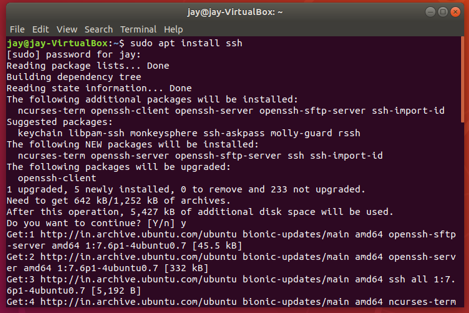 jay@jay-VirtualBox: ~
File Edit View Search Terminal Help
jay@jay-VirtualBox:~$ sudo apt install ssh
[sudo] password for jay:
Reading package lists... Done
Building dependency tree
Reading state information... Done
The following additional packages will be installed:
ncurses-term openssh-client openssh-server openssh-sftp-server ssh-import-id
Suggested packages:
keychain libpam-ssh monkeysphere ssh-askpass molly-guard rssh
The following NEW packages will be installed:
ncurses-term openssh-server openssh-sftp-server ssh ssh-import-id
The following packages will be upgraded:
openssh-client
1 upgraded, 5 newly installed, 0 to remove and 233 not upgraded.
Need to get 642 kB/1,252 kB of archives.
After this operation, 5,427 kB of additional disk space will be used.
Do you want to continue? [Y/n] y
Get:1 http://in.archive.ubuntu.com/ubuntu bionic-updates/main amd64 openssh-sftp
-server amd64 1:7.6p1-4ubuntu0.7 [45.5 kB]
Get:2 http://in.archive.ubuntu.com/ubuntu bionic-updates/main amd64 openssh-serv
er amd64 1:7.6p1-4ubuntu0.7 [332 kB]
Get:3 http://in.archive.ubuntu.com/ubuntu bionic-updates/main amd64 ssh all 1:7.
6p1-4ubuntu0.7 [5,192 B]
Get:4 http://in.archive.ubuntu.com/ubuntu bionic-updates/main amd64 ncurses-term